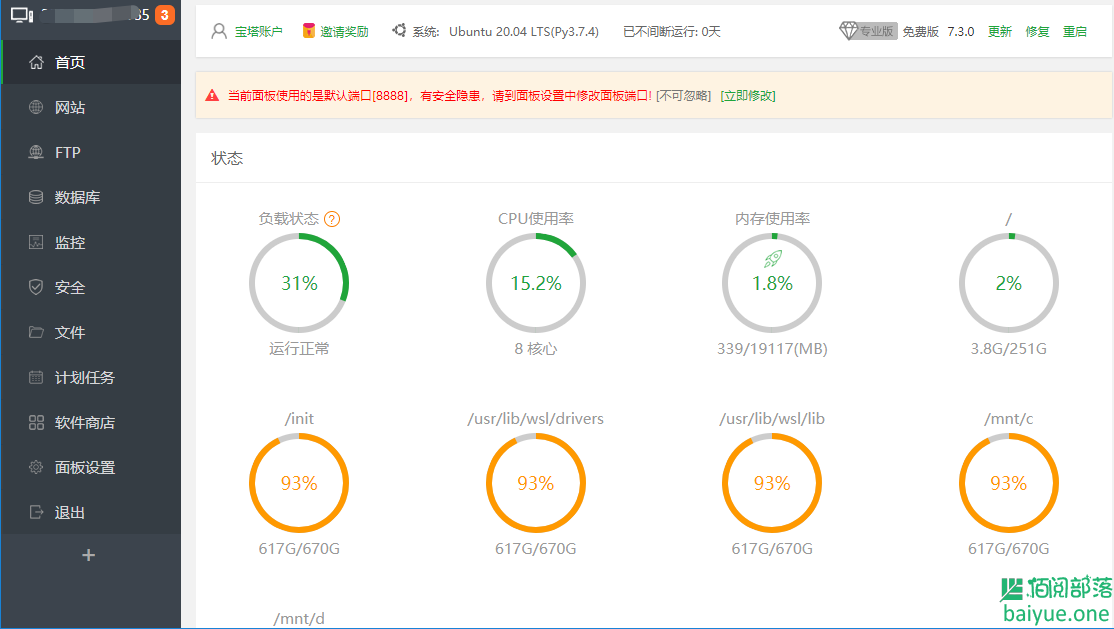 35 3
首页
网站
FTP
数据库
监控
安全
文件
计划任务
软件商店
面板设置
退出
+
宝塔账户 邀请奖励 系统: Ubuntu 20.04 LTS(Py3.7.4) 已不间断运行: 0天 专业版 免费版 7.3.0 更新 修复 重启
当前面板使用的是默认端口[8888]，有安全隐患，请到面板设置中修改面板端口! [不可忽略] [立即修改]
状态
负载状态 ? CPU使用率 内存使用率 /
31% 15.2% 1.8% 2%
运行正常 8 核心 339/19117(MB) 3.8G/251G
/init /usr/lib/wsl/drivers /usr/lib/wsl/lib /mnt/c
93% 93% 93% 93%
617G/670G 617G/670G 617G/670G 617G/670G
/mnt/d
佰阅部落
baiyue.one